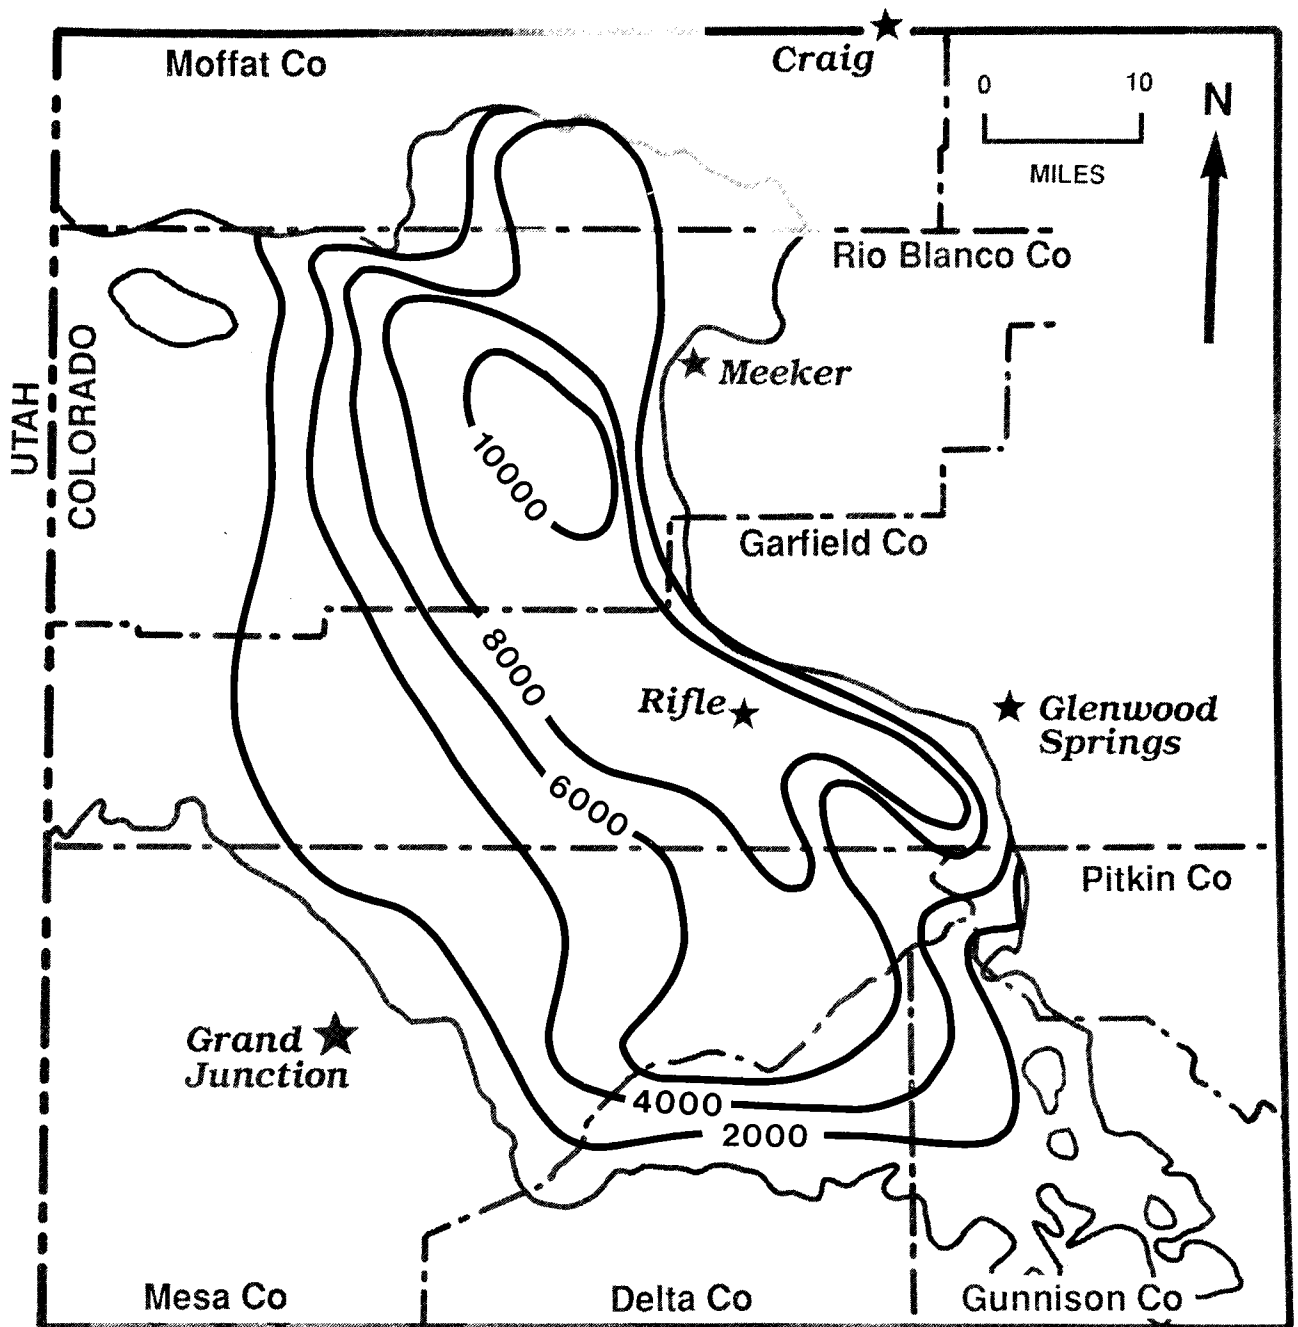 Moffat Co
Craig
0 10
MILES
N
Rio Blanco Co
UTAH
COLORADO
Meeker
10000
Garfield Co
8000
Rifle
Glenwood
Springs
6000
Pitkin Co
Grand
Junction
4000
2000
Mesa Co
Delta Co
Gunnison Co